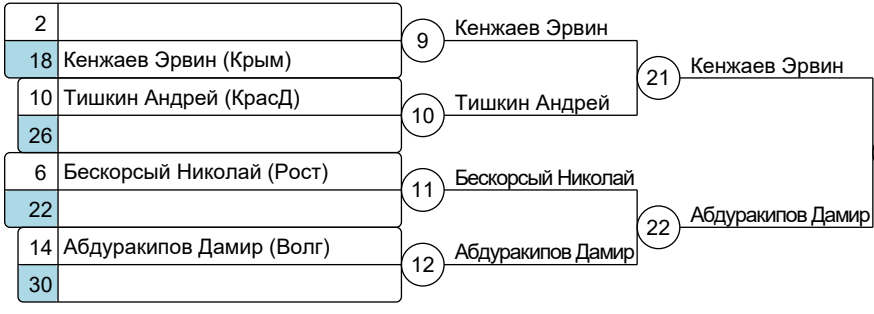 2
18 Кенжаев Эрвин (Крым)
10 Тишкин Андрей (КрасД)
26
6 Бескорсый Николай (Рост)
22
14 Абдуракипов Дамир (Волг)
30
9 Кенжаев Эрвин
10 Тишкин Андрей
11 Бескорсый Николай
12 Абдуракипов Дамир
21 Кенжаев Эрвин
22 Абдуракипов Дамир